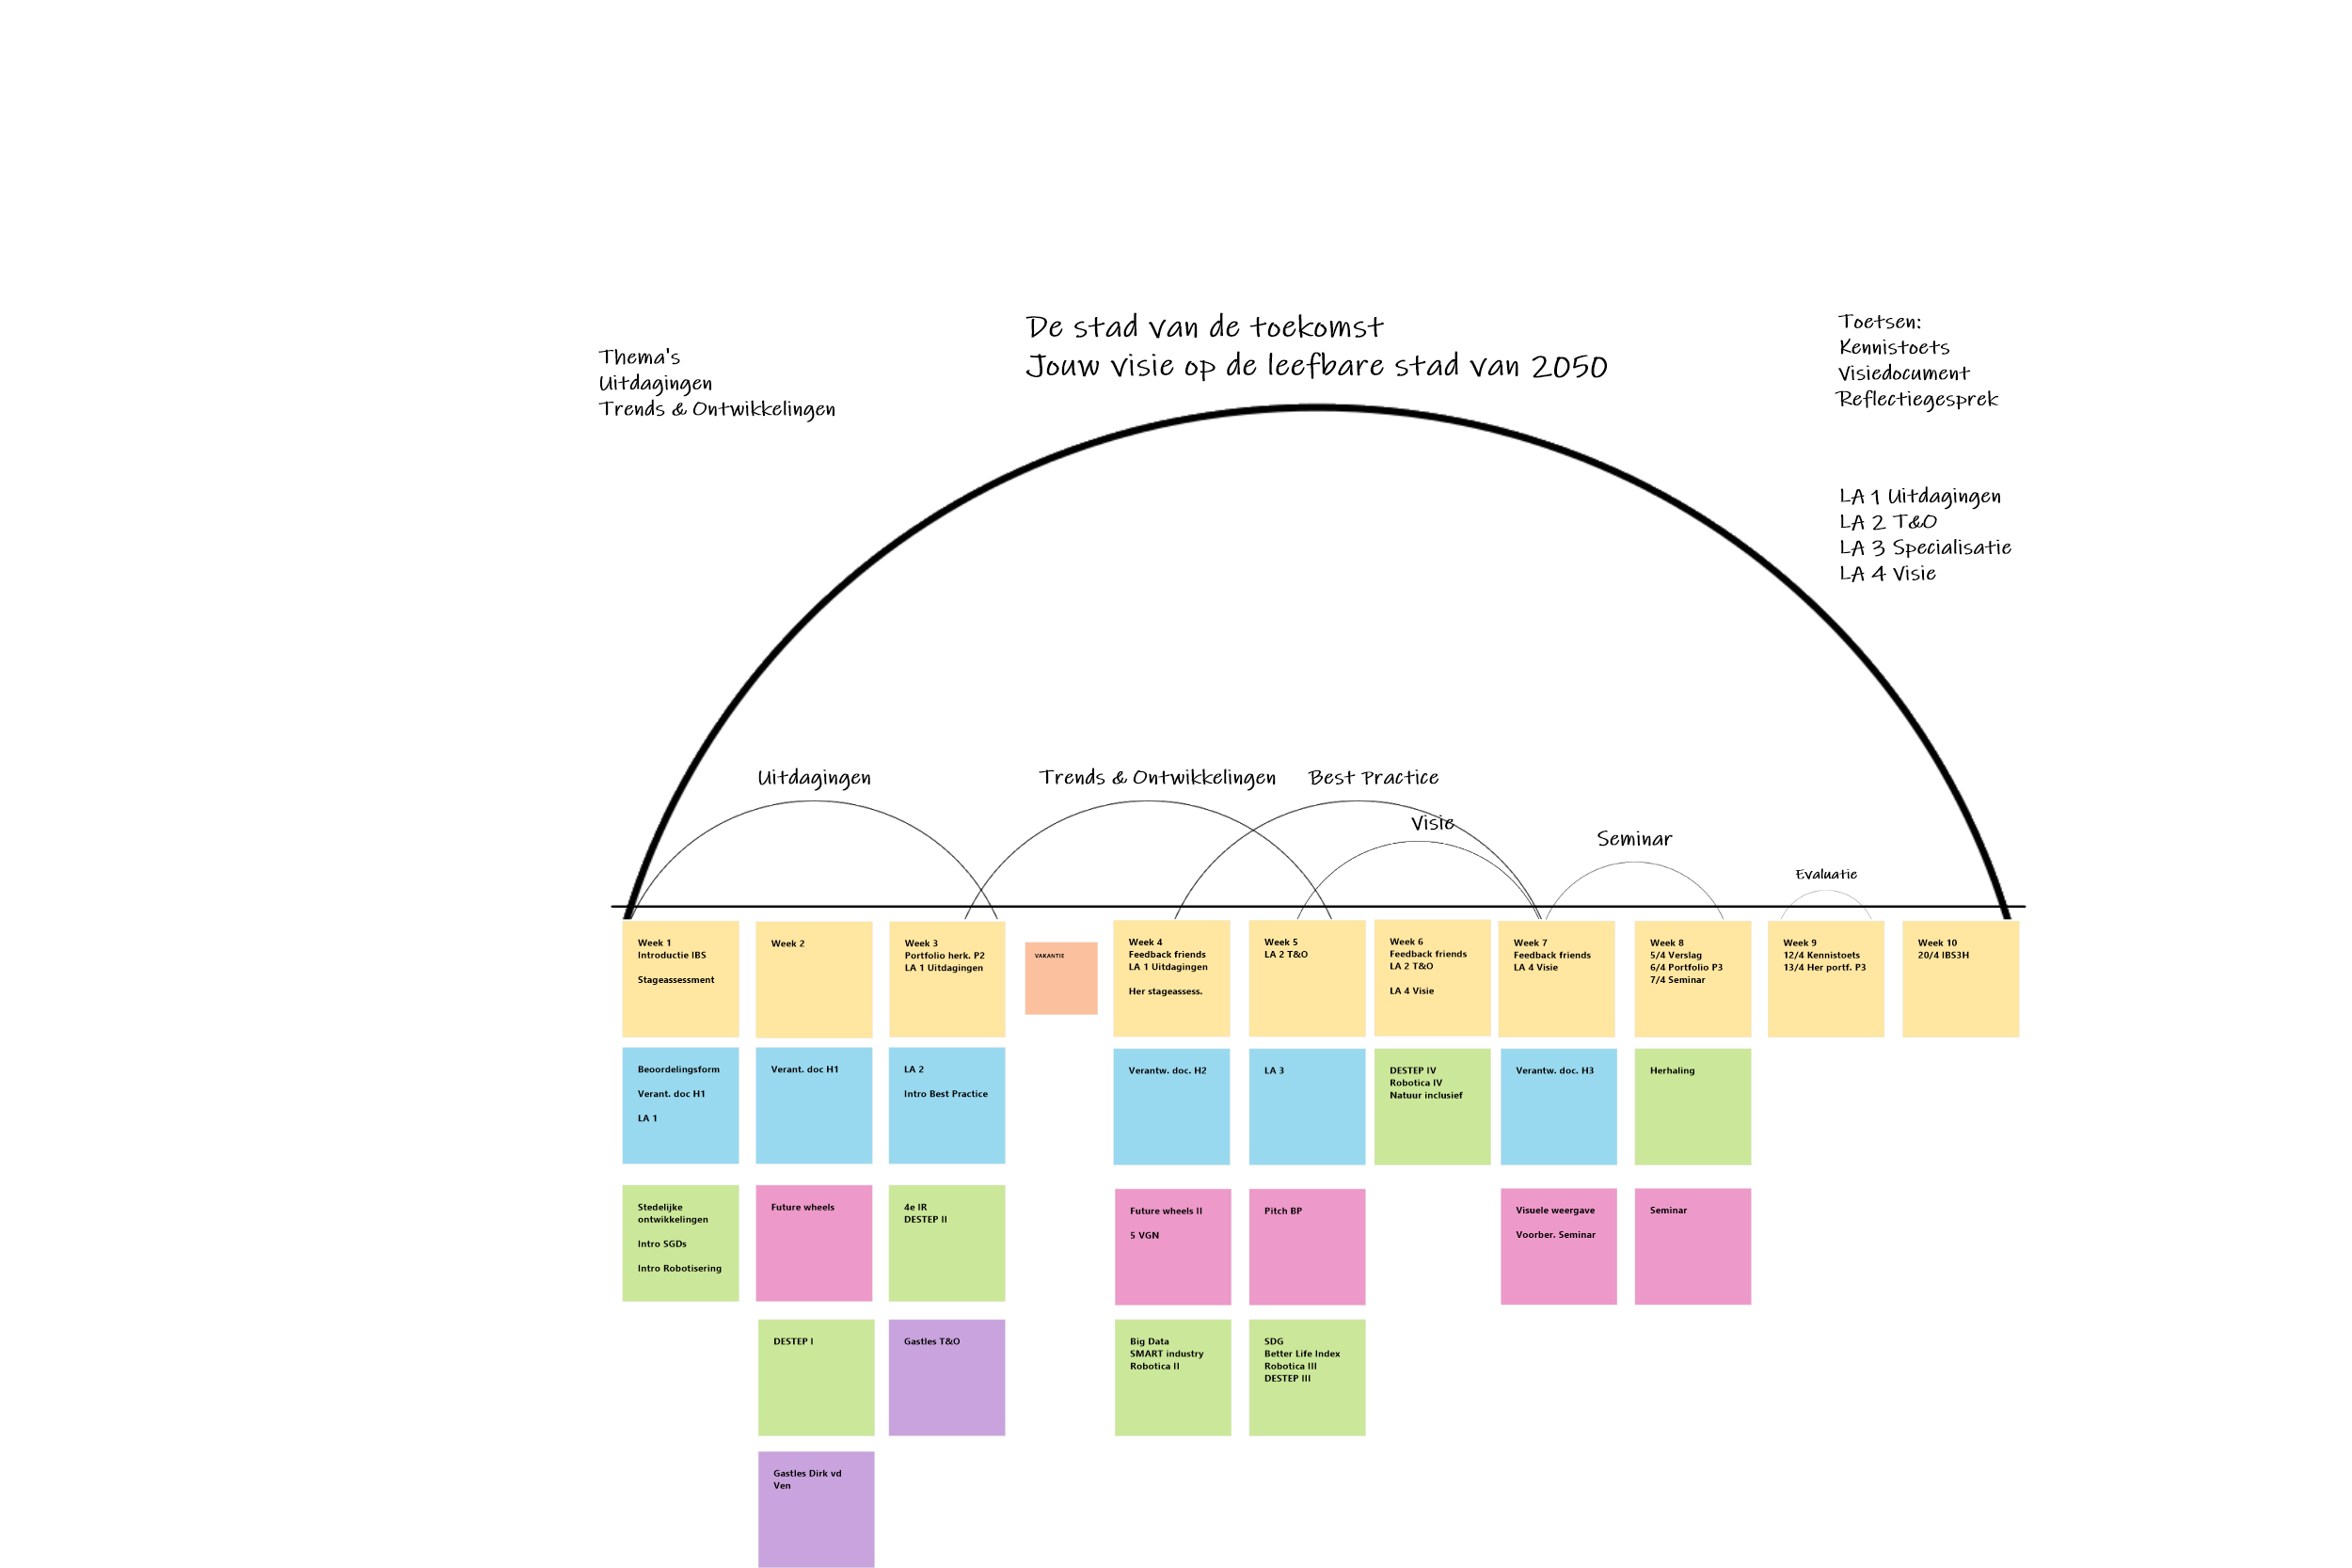 De stad van de toekomst
Jouw visie op de leefbare stad van 2050
Thema's
Uitdagingen
Trends & Ontwikkelingen
Toetsen:
Kennistoets
Visiedocument
Reflectiegesprek
LA 1 Uitdagingen
LA 2 T&O
LA 3 Specialisatie
LA 4 Visie
Uitdagingen
Trends & Ontwikkelingen
Best Practice
Visie
Seminar
Evaluatie
Week 1
Introductie IBS
Stageassessment
Week 2
Week 3
Portfolio herk. P2
LA 1 Uitdagingen
VAKANTIE
Week 4
Feedback friends
LA 1 Uitdagingen
Her stageassess.
Week 5
LA 2 T&O
Week 6
Feedback friends
LA 2 T&O
LA 4 Visie
Week 7
Feedback friends
LA 4 Visie
Week 8
5/4 Verslag
6/4 Portfolio P3
7/4 Seminar
Week 9
12/4 Kennistoets
13/4 Her portf. P3
Week 10
20/4 IBS3H
Beoordelingsform
Verant. doc H1
LA 1
Verant. doc H1
LA 2
Intro Best Practice
Verantw. doc. H2
LA 3
DESTEP IV
Robotica IV
Natuur inclusief
Verantw. doc. H3
Herhaling
Stedelijke
ontwikkelingen
Intro SGDs
Intro Robotisering
Future wheels
4e IR
DESTEP II
Future wheels II
5 VGN
Pitch BP
Visuele weergave
Voorber. Seminar
Seminar
DESTEP I
Gastles T&O
Big Data
SMART industry
Robotica II
SDG
Better Life Index
Robotica III
DESTEP III
Gastles Dirk vd
Ven